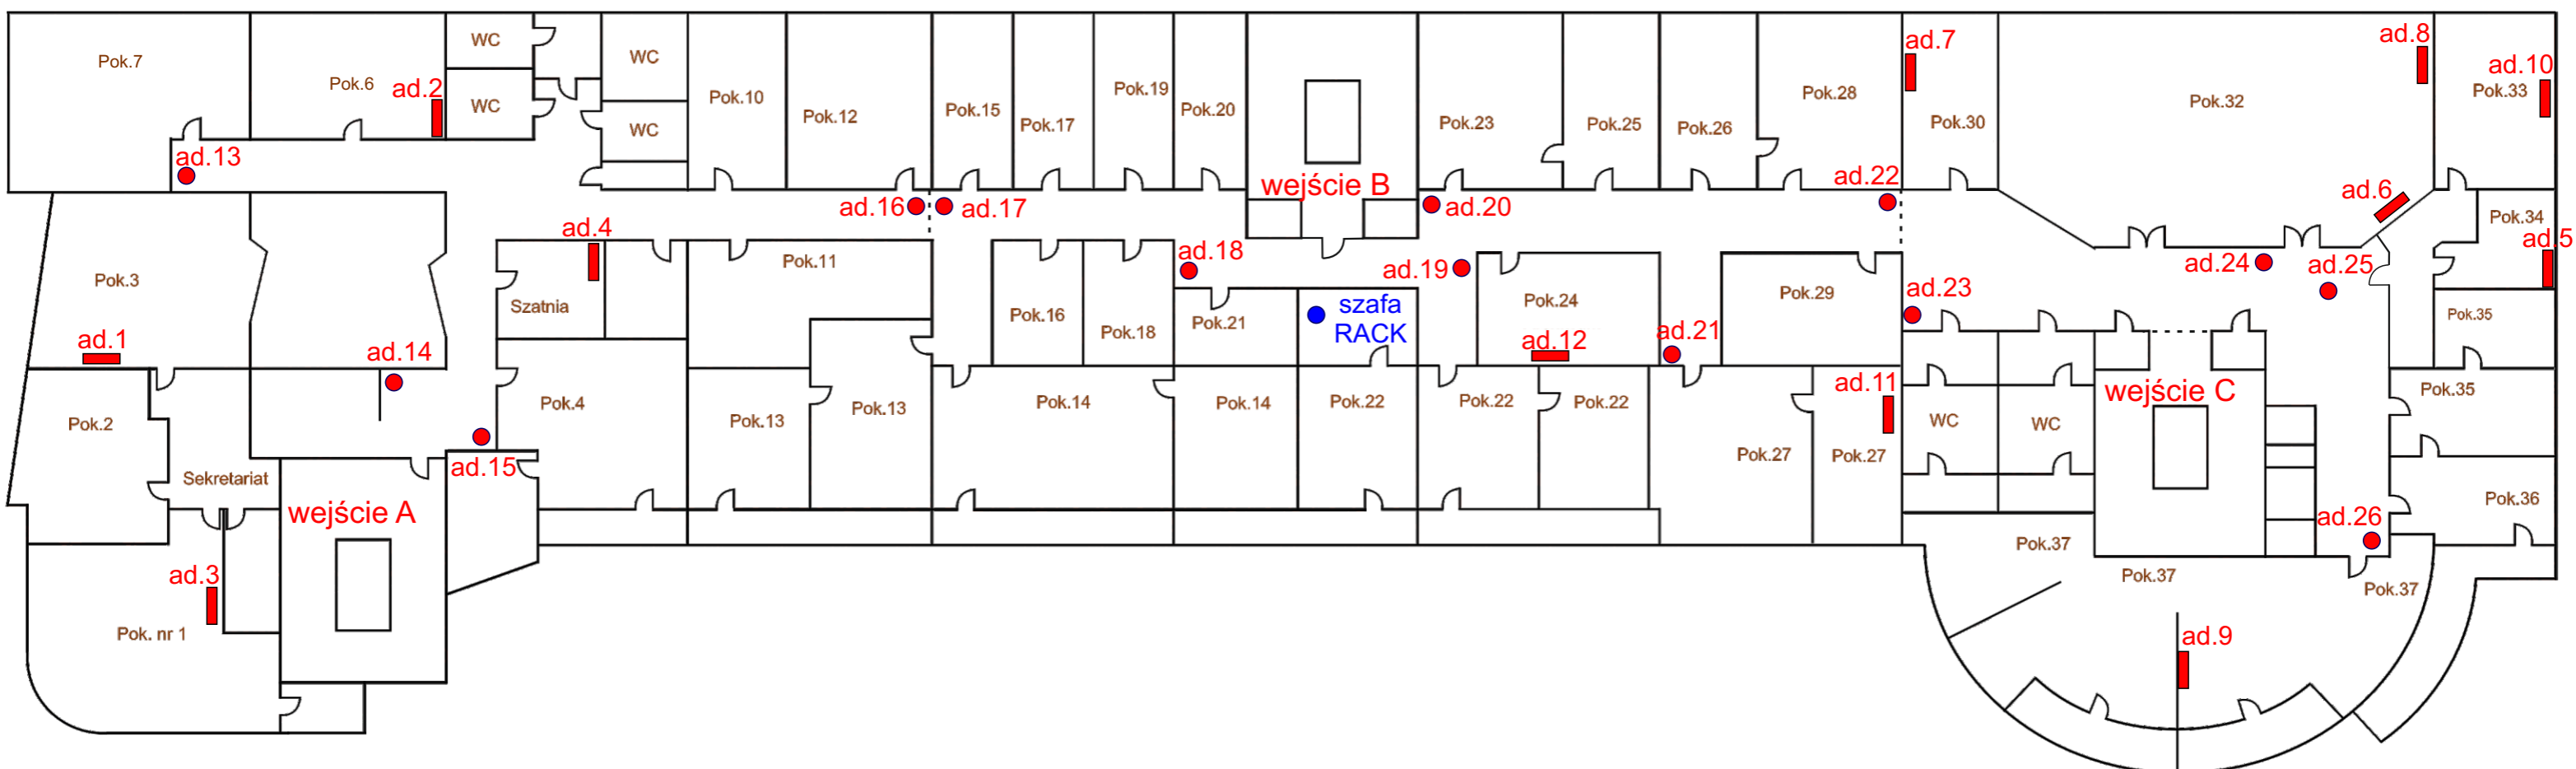 Pok.7
Pok.6
ad.2
WC
WC
WC
WC
Pok.10
Pok.12
Pok.15
Pok.17
Pok.19
Pok.20
wejście B
Pok.23
Pok.25
Pok.26
Pok.28
ad.7
Pok.30
Pok.32
ad.8
ad.10
Pok.33
ad.13
ad.16
ad.17
ad.20
ad.22
ad.6
Pok.34
ad.5
Pok.3
ad.1
ad.14
ad.4
Szatnia
Pok.11
Pok.16
Pok.18
ad.18
Pok.21
szafa
RACK
ad.19
Pok.24
ad.12
ad.21
Pok.29
ad.23
ad.24
ad.25
Pok.35
Pok.2
Sekretariat
ad.15
Pok.4
Pok.13
Pok.13
Pok.14
Pok.14
Pok.22
Pok.22
Pok.22
Pok.27
ad.11
Pok.27
WC
WC
wejście C
Pok.35
Pok.36
ad.26
wejście A
ad.3
Pok. nr 1
Pok.37
Pok.37
Pok.37
ad.9